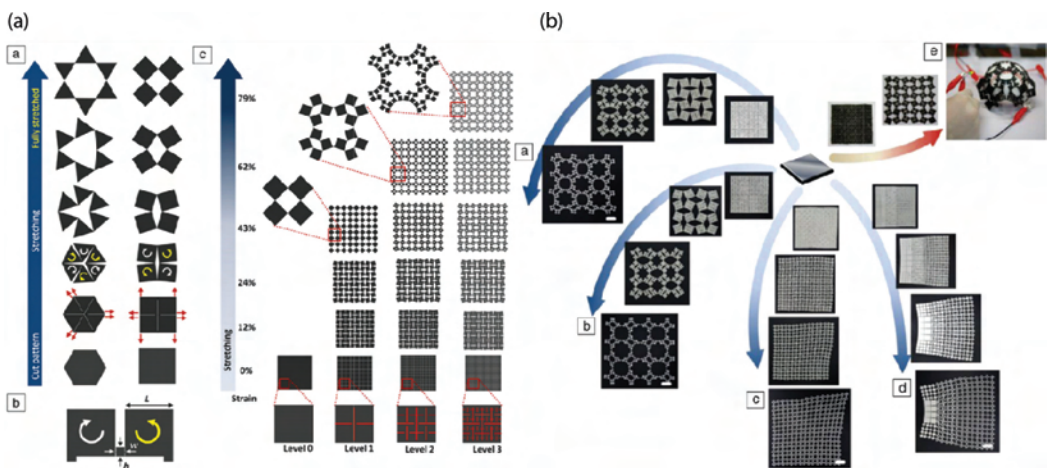 (a)
a
Fully stretched
Stretching
Cut pattern
b
L
w
h
c
79%
62%
43%
24%
12%
0%
Strain
Stretching
Level 0
Level 1
Level 2
Level 3
(b)
a
b
c
d
e